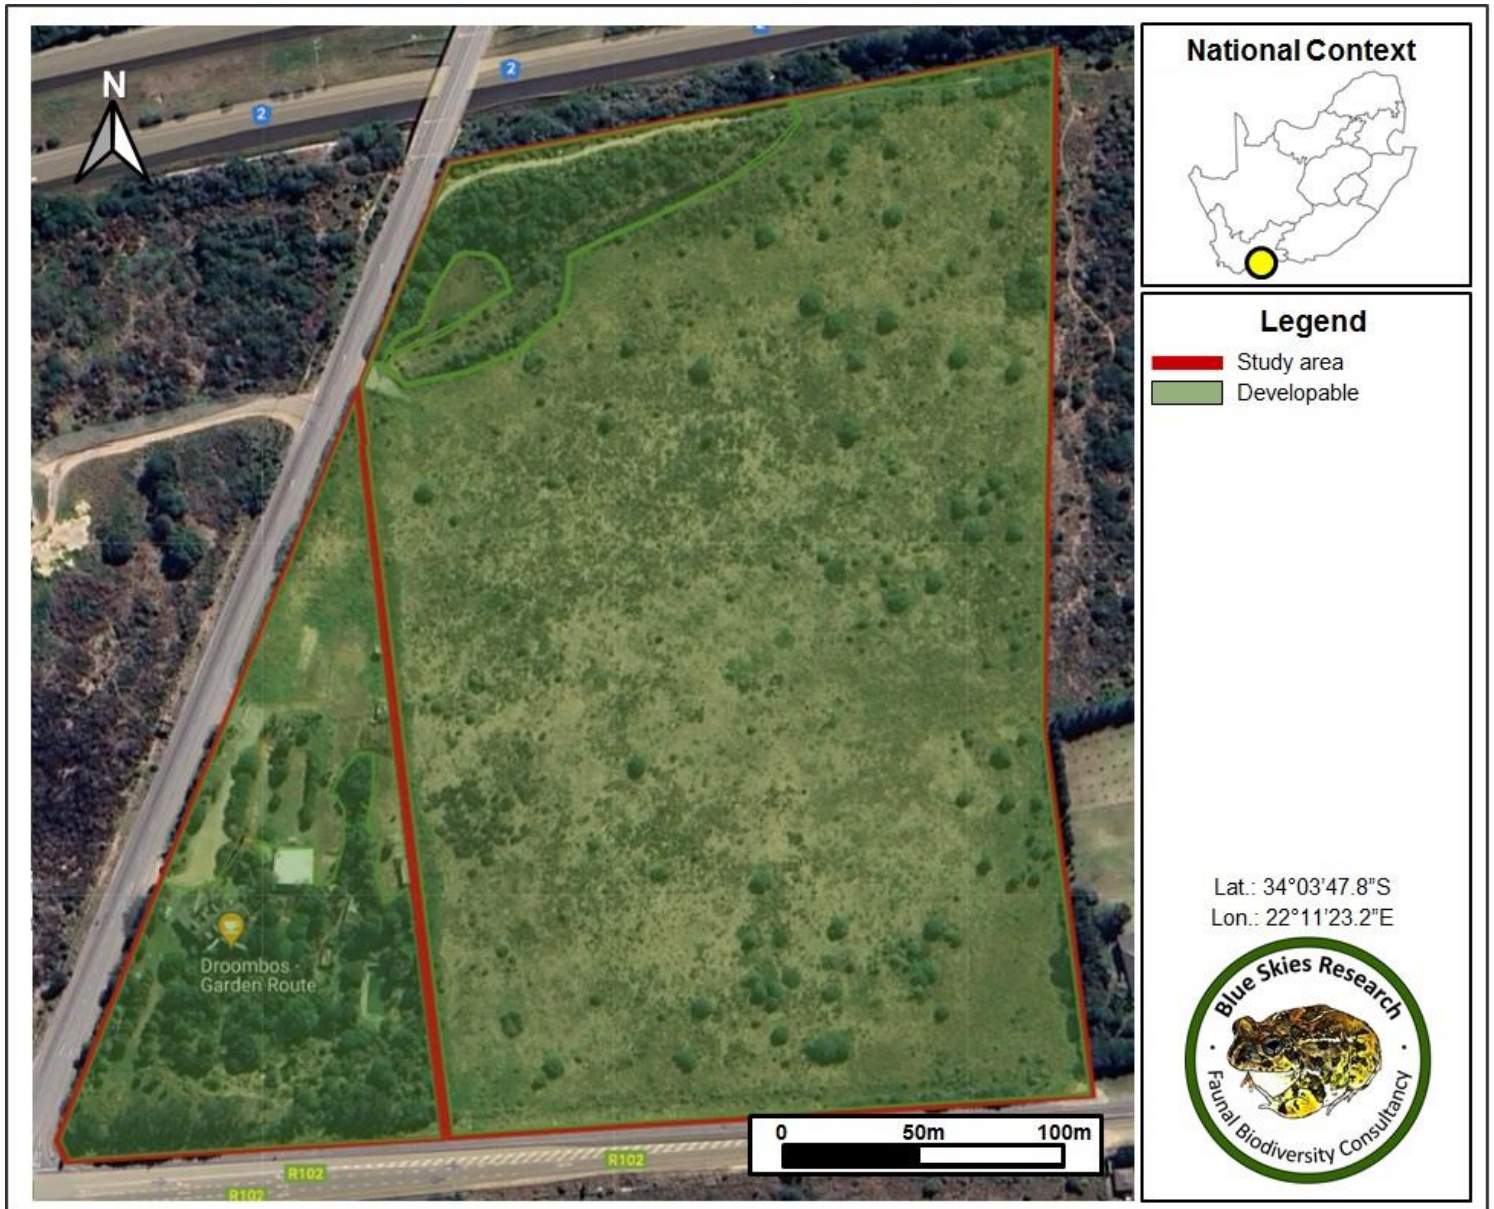 N
2
2
2
Droombos -
Garden Route
R102
R102
R102
0 50m 100m
National Context
Legend
Study area
Developable
Lat.: 34°03'47.8"S
Lon.: 22°11'23.2"E
Blue Skies Research
· Faunal Biodiversity Consultancy ·